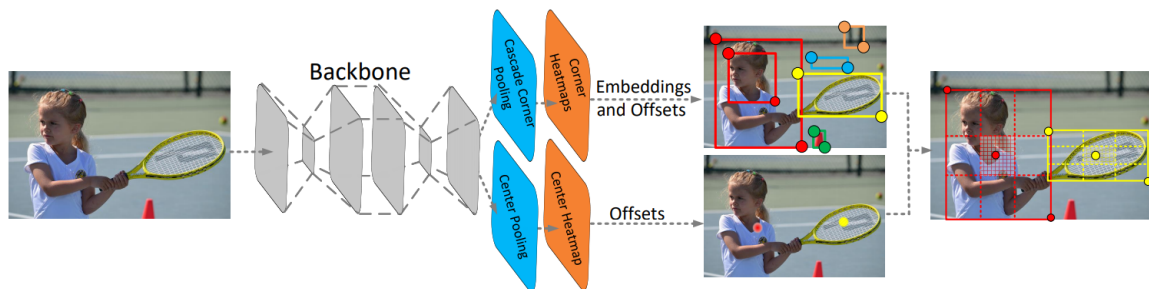 Backbone
Cascade Corner
Pooling
Corner
Heatmaps
Embeddings
and Offsets
Center Pooling
Center Heatmap
Offsets